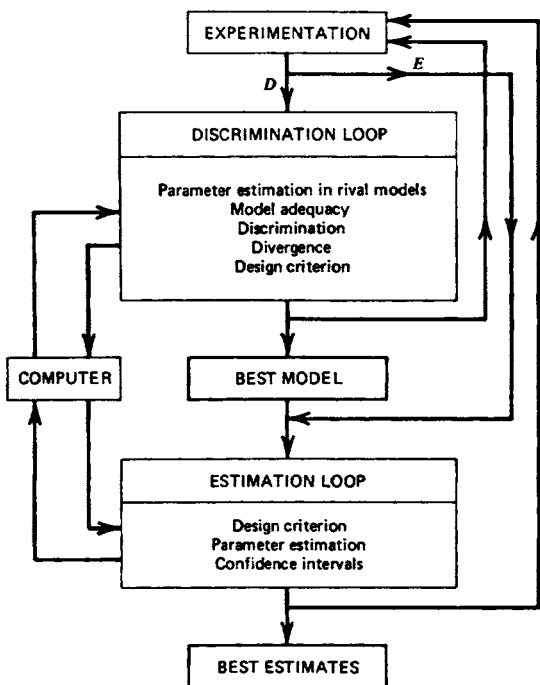 EXPERIMENTATION
D
E
DISCRIMINATION LOOP
Parameter estimation in rival models
Model adequacy
Discrimination
Divergence
Design criterion
COMPUTER
BEST MODEL
ESTIMATION LOOP
Design criterion
Parameter estimation
Confidence intervals
BEST ESTIMATES